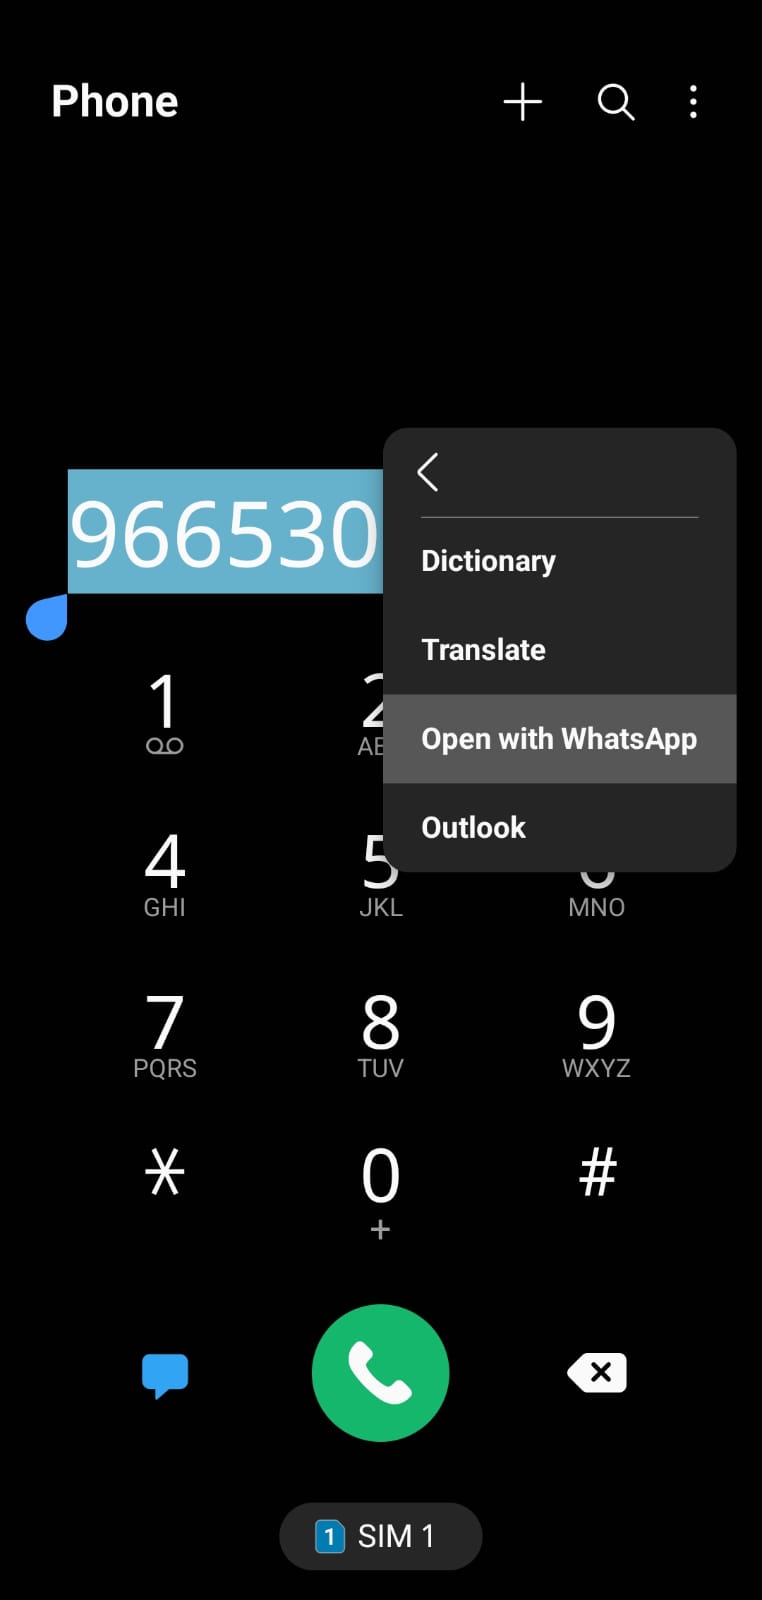 Phone
966530
Dictionary
Translate
Open with WhatsApp
Outlook
1
2
4
GHI
5
JKL
MNO
7
PQRS
8
TUV
9
WXYZ
*
0
+
#
1 SIM 1